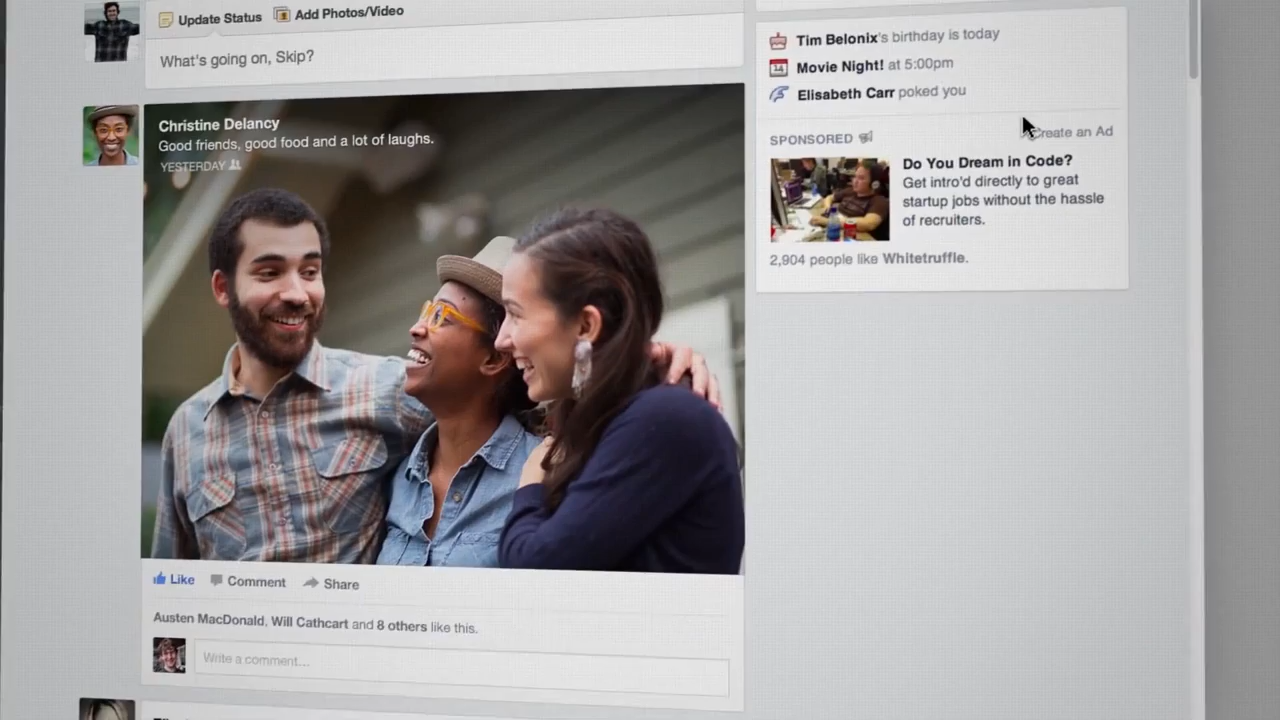 Update Status
Add Photos/Video
What's going on, Skip?
Christine Delancy
Good friends, good food and a lot of laughs.
YESTERDAY
Like
Comment
Share
Austen MacDonald, Will Cathcart and 8 others like this.
Write a comment...
Tim Belonix's birthday is today
14
Movie Night! at 5:00pm
Elisabeth Carr poked you
SPONSORED
Create an Ad
Do You Dream in Code?
Get intro'd directly to great
startup jobs without the hassle
of recruiters.
2,904 people like Whitetruffle.